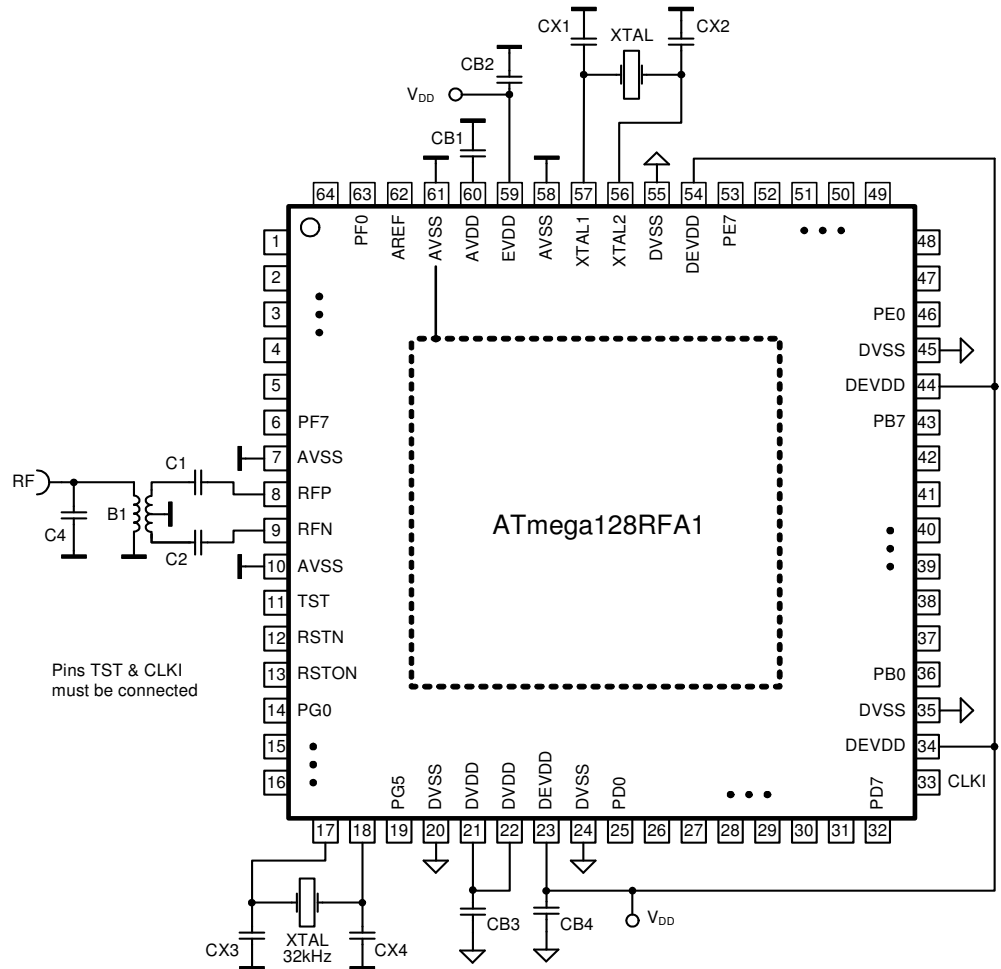 CX1
XTAL
CX2
CB2
VDD
CB1
64 63 62 61 60 59 58 57 56 55 54 53 52 51 50 49
PF0 AREF AVSS AVDD EVDD AVSS XTAL1 XTAL2 DVSS DEVDD PE7
1
2
3
4
5
6 PF7
7 AVSS
8 RFP
9 RFN
10 AVSS
11 TST
12 RSTN
13 RSTON
14 PG0
15
16
RF
C4
B1
C1
C2
Pins TST & CLKI
must be connected
ATmega128RFA1
48
47
PE0 46
DVSS 45
DEVDD 44
PB7 43
42
41
40
39
38
37
PB0 36
DVSS 35
DEVDD 34
33 CLKI
PG5 DVSS DVDD DVDD DEVDD DVSS PD0 PD7
17 18 19 20 21 22 23 24 25 26 27 28 29 30 31 32
CX3
XTAL
32kHz
CX4
CB3
CB4
VDD